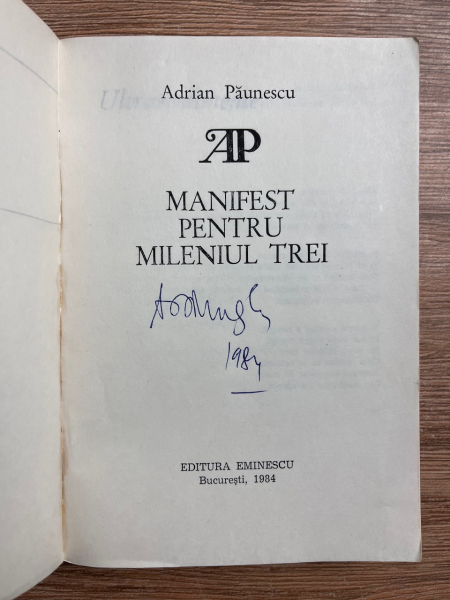 Adrian Păunescu
AP
MANIFEST
PENTRU
MILENIUL TREI
1984
EDITURA EMINESCU
București, 1984